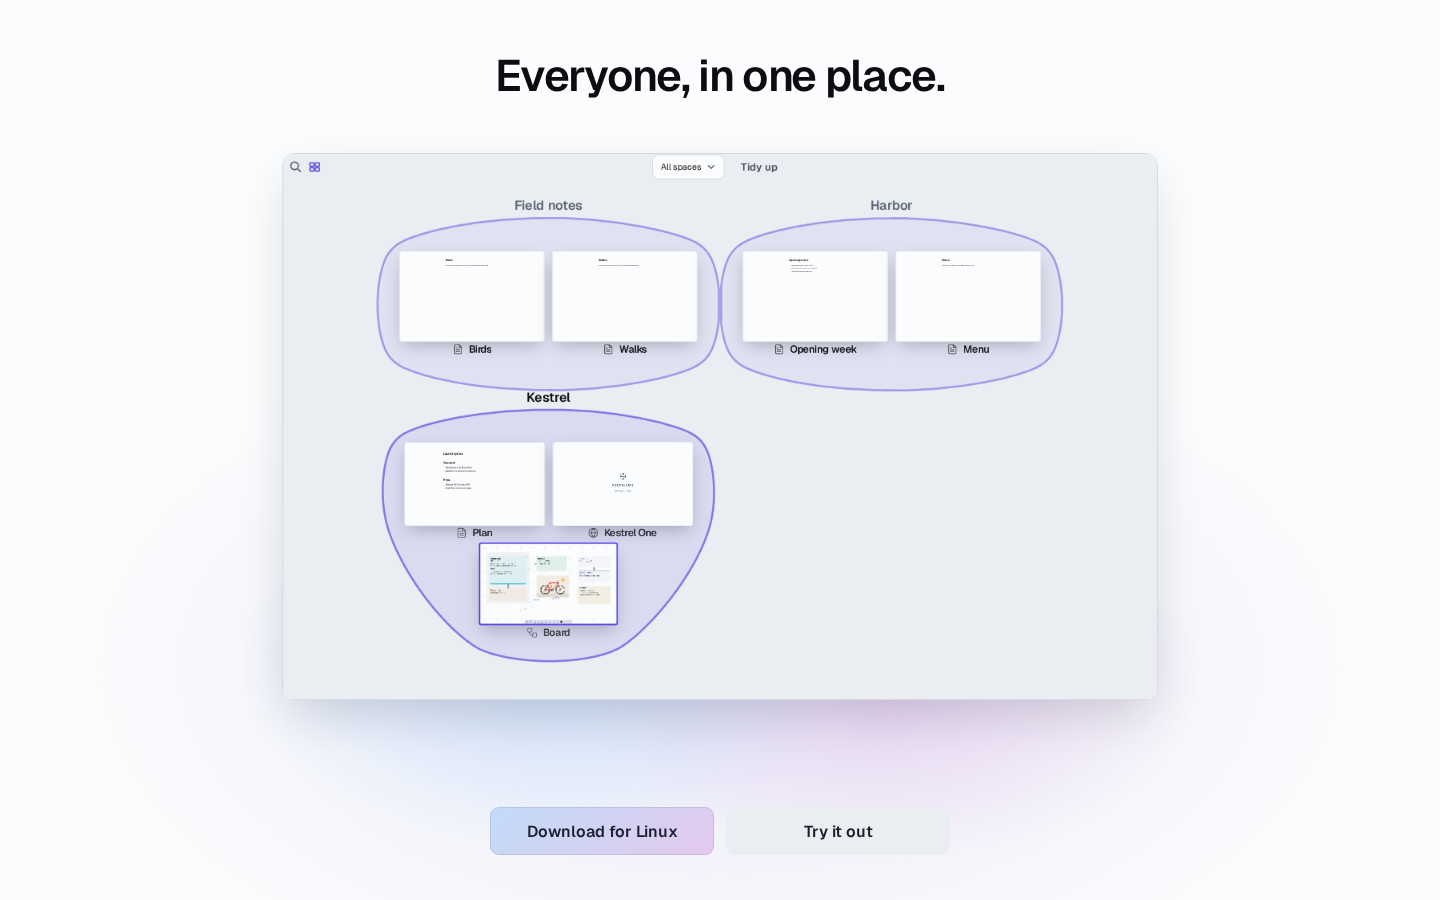 Everyone, in one place.
All spaces
Tidy up
Field notes
Harbor
Birds
Walks
Opening week
Menu
Kestrel
Plan
Kestrel One
Board
Download for Linux
Try it out